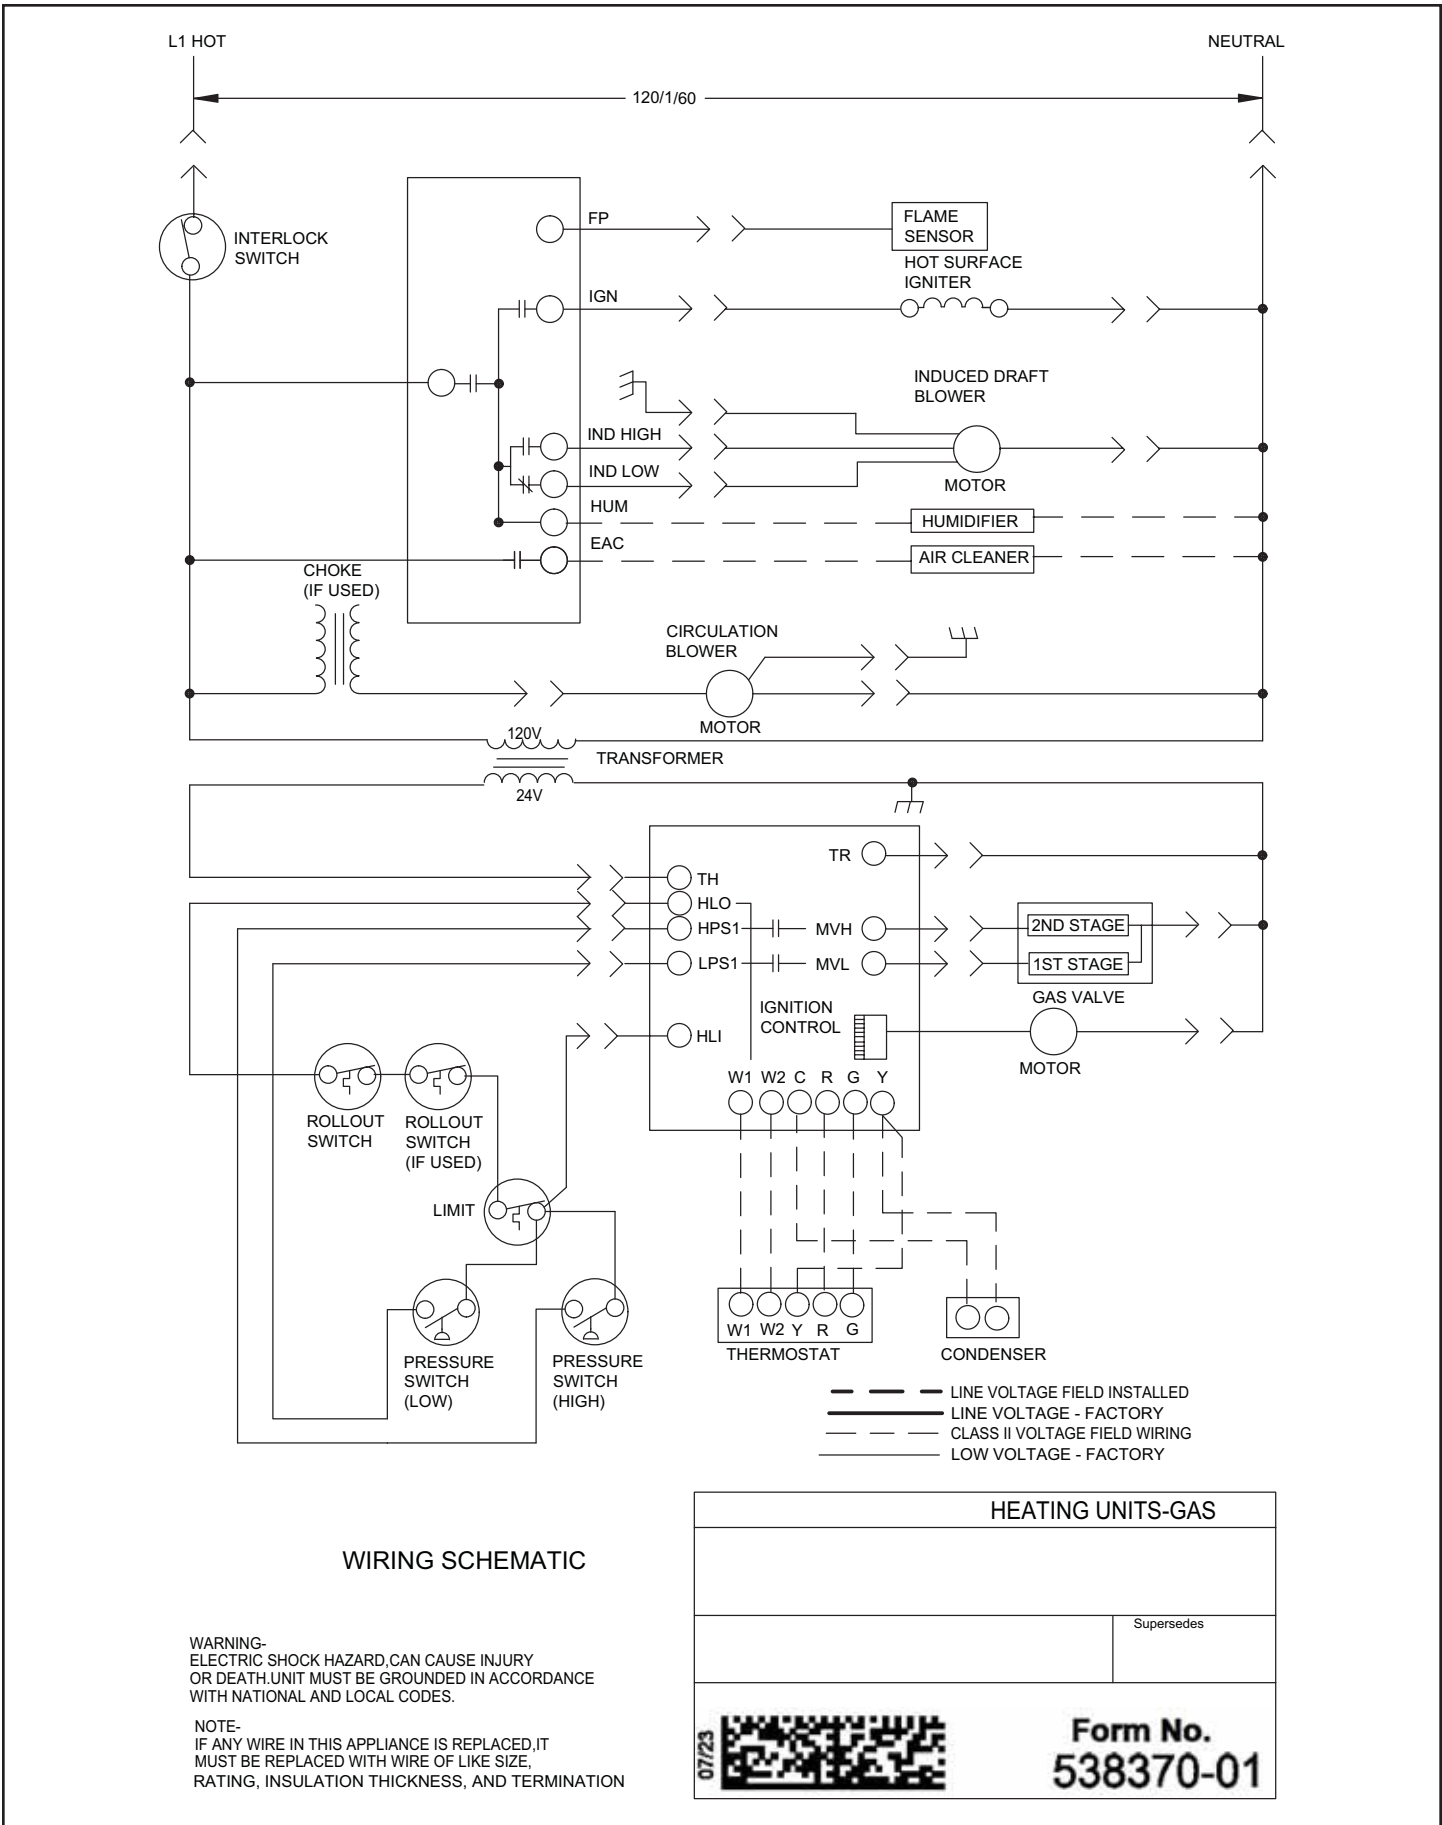 L1 HOT
NEUTRAL
120/1/60
INTERLOCK
SWITCH
FP
FLAME
SENSOR
HOT SURFACE
IGNITER
IGN
INDUCED DRAFT
BLOWER
IND HIGH
IND LOW
MOTOR
HUM
HUMIDIFIER
EAC
AIR CLEANER
CHOKE
(IF USED)
CIRCULATION
BLOWER
MOTOR
120V
TRANSFORMER
24V
TR
TH
HLO
HPS1
MVH
2ND STAGE
LPS1
MVL
1ST STAGE
GAS VALVE
IGNITION
CONTROL
HLI
MOTOR
W1 W2 C R G Y
ROLLOUT
SWITCH
ROLLOUT
SWITCH
(IF USED)
LIMIT
PRESSURE
SWITCH
(LOW)
PRESSURE
SWITCH
(HIGH)
W1 W2 Y R G
THERMOSTAT
CONDENSER
LINE VOLTAGE FIELD INSTALLED
LINE VOLTAGE - FACTORY
CLASS II VOLTAGE FIELD WIRING
LOW VOLTAGE - FACTORY
HEATING UNITS-GAS
WIRING SCHEMATIC
Supersedes
WARNING-
ELECTRIC SHOCK HAZARD,CAN CAUSE INJURY
OR DEATH.UNIT MUST BE GROUNDED IN ACCORDANCE
WITH NATIONAL AND LOCAL CODES.
NOTE-
IF ANY WIRE IN THIS APPLIANCE IS REPLACED,IT
MUST BE REPLACED WITH WIRE OF LIKE SIZE,
RATING, INSULATION THICKNESS, AND TERMINATION
07/23
Form No.
538370-01